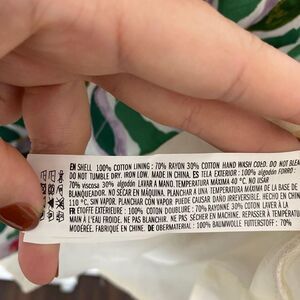 EN SHELL 100% COTTON LINING : 70% RAYON 30% COTTON HAND WASH COLD. DO NOT BLEA
DO NOT TUMBLE DRY. IRON LOW. MADE IN CHINA. ES TELA EXTERIOR : 100% ALGODÓN FORRO :
70% viscosa 30% algodón LAVAR A MANO. TEMPERATURA MÁXIMA 40 °C. NO USAR
BLANQUEADOR. NO SECAR EN MÁQUINA. PLANCHAR A UNA TEMPERATURA MÁXIMA DE LA BASE DE
110 °C, SIN VAPOR. PLANCHAR CON VAPOR PUEDE CAUSAR DAÑO IRREVERSIBLE. HECHO EN CHINA
FR ÉTOFFE EXTÉRIEURE : 100% COTON DOUBLURE : 70% RAYONNE 30% COTON LAVER À LA
MAIN À L'EAU FROIDE. NE PAS BLANCHIR. NE PAS SÉCHER EN MACHINE. REPASSER À TEMPÉRATURE
MODÉRÉE. FABRIQUÉ EN CHINE. DE OBERMATERIAL : 100% BAUMWOLLE FUTTERSTOFF : 70%